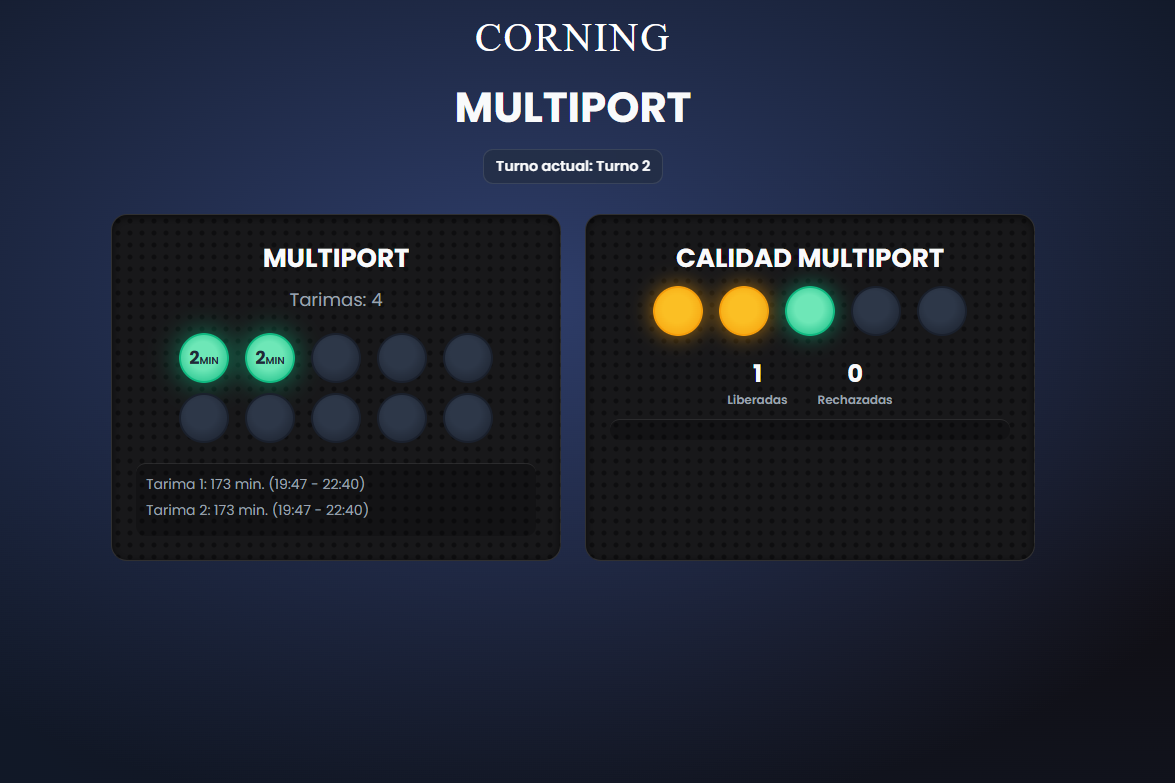 CORNING
MULTIPORT
Turno actual: Turno 2
MULTIPORT
Tarimas: 4
2MIN 2MIN
Tarima 1: 173 min. (19:47 - 22:40)
Tarima 2: 173 min. (19:47 - 22:40)
CALIDAD MULTIPORT
1 0
Liberadas Rechazadas